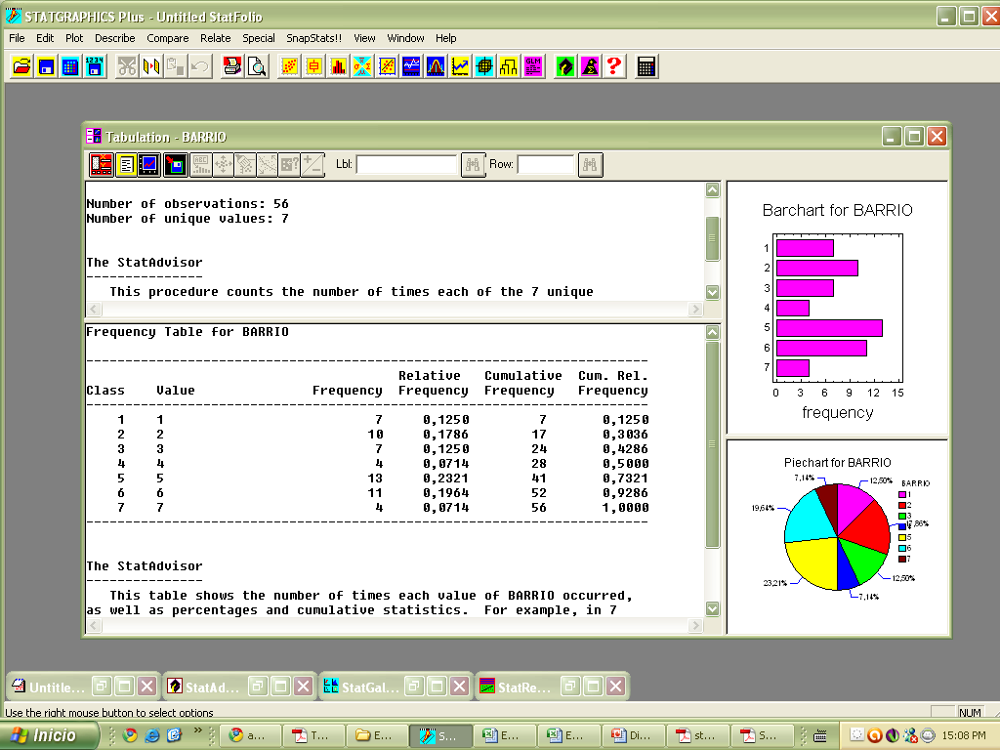 STATGRAPHICS Plus - Untitled StatFolio
File Edit Plot Describe Compare Relate Special SnapStats!! View Window Help
1234
GLM
Tabulation - BARRIO
ABC Lbl: Row:
Number of observations: 56
Number of unique values: 7
The StatAdvisor
---------------
This procedure counts the number of times each of the 7 unique
Frequency Table for BARRIO
Relative Cumulative Cum. Rel.
Class Value Frequency Frequency Frequency Frequency
1 1 7 0,1250 7 0,1250
2 2 10 0,1786 17 0,3036
3 3 7 0,1250 24 0,4286
4 4 4 0,0714 28 0,5000
5 5 13 0,2321 41 0,7321
6 6 11 0,1964 52 0,9286
7 7 4 0,0714 56 1,0000
The StatAdvisor
---------------
This table shows the number of times each value of BARRIO occurred,
as well as percentages and cumulative statistics. For example, in 7
Barchart for BARRIO
1
2
3
4
5
6
7
0 3 6 9 12 15
frequency
Piechart for BARRIO
7,14% 12,50%
19,64% 17,86%
23,21% 12,50%
7,14%
BARRIO
1
2
3
4
5
6
7
Untitle... StatAd... StatGal... StatRe...
Use the right mouse button to select options NUM
Inicio » a... T... E... S... E... E... Di... st... S... 15:08 PM